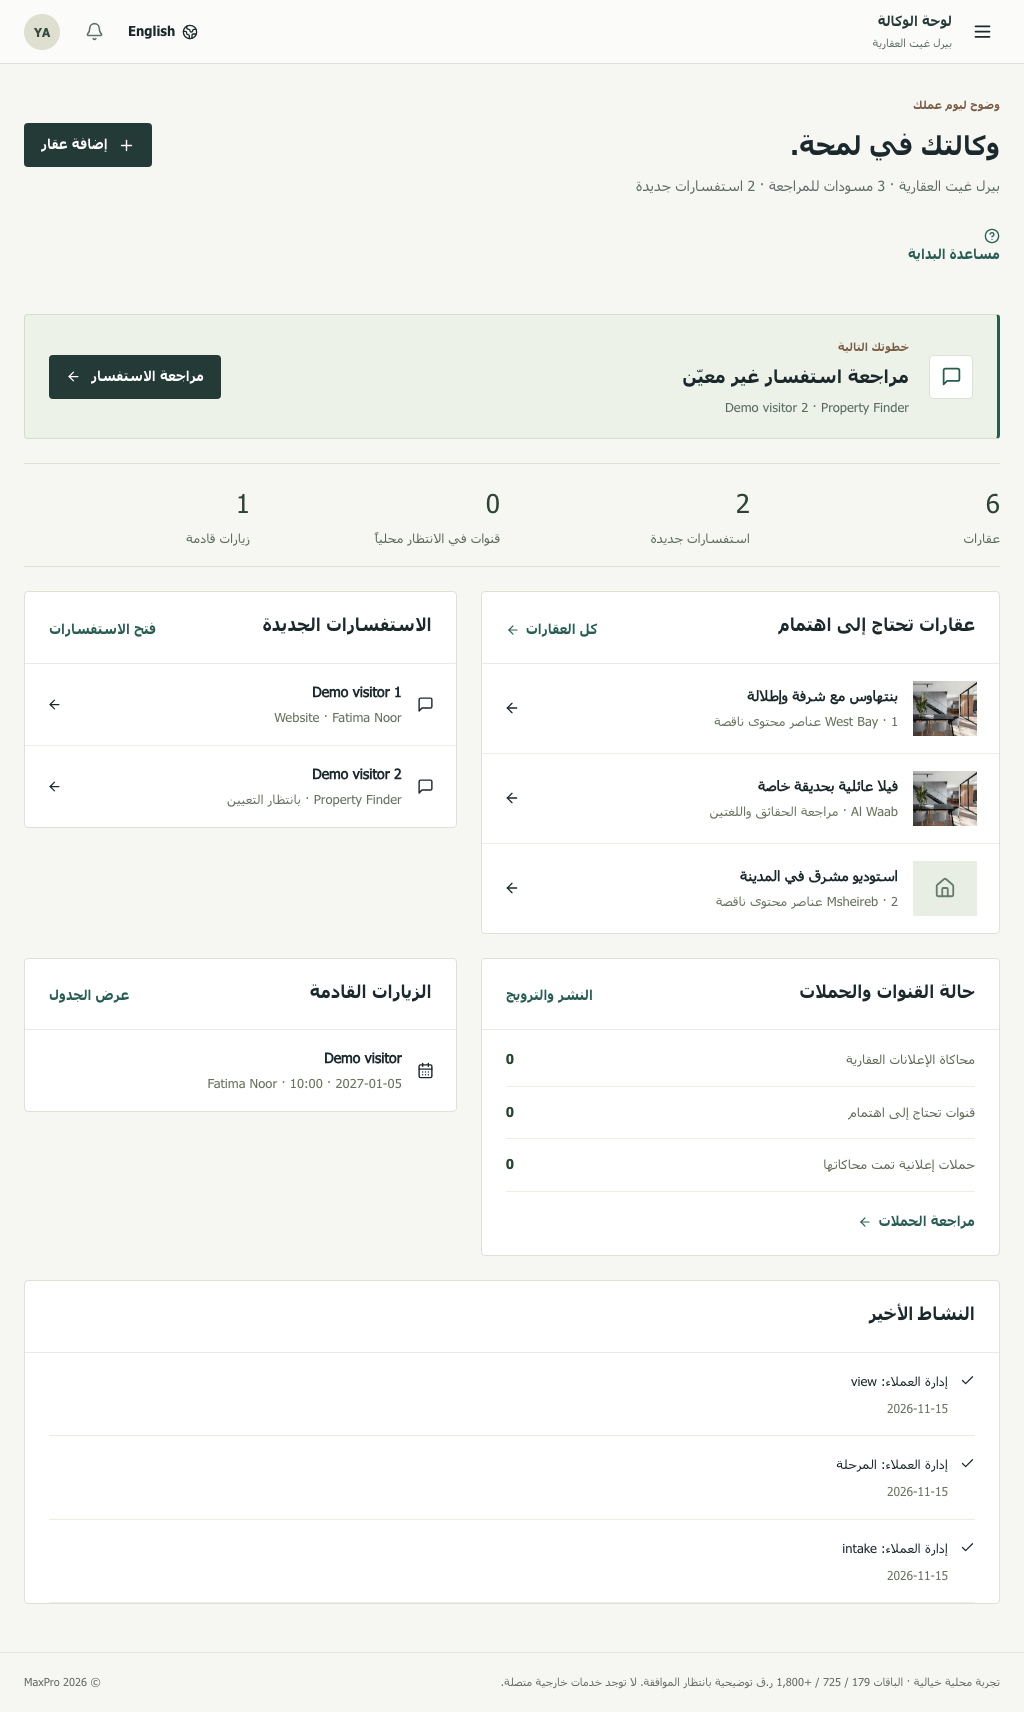 لوحة الوكالة
بيرل غيت العقارية
English
YA
وضوح ليوم عملك
وكالتك في لمحة.
بيرل غيت العقارية · 3 مسودات للمراجعة · 2 استفسارات جديدة
إضافة عقار
مساعدة البداية
خطوتك التالية
مراجعة استفسار غير معيّن
Demo visitor 2 · Property Finder
مراجعة الاستفسار
6
عقارات
2
استفسارات جديدة
0
قنوات في الانتظار محلياً
1
زيارات قادمة
عقارات تحتاج إلى اهتمام
كل العقارات
بنتهاوس مع شرفة وإطلالة
West Bay · 1 عناصر محتوى ناقصة
فيلا عائلية بحديقة خاصة
Al Waab · مراجعة الحقائق واللغتين
استوديو مشرق في المدينة
Msheireb · 2 عناصر محتوى ناقصة
الاستفسارات الجديدة
فتح الاستفسارات
Demo visitor 1
Website · Fatima Noor
Demo visitor 2
Property Finder · بانتظار التعيين
حالة القنوات والحملات
النشر والترويج
محاكاة الإعلانات العقارية
0
قنوات تحتاج إلى اهتمام
0
حملات إعلانية تمت محاكاتها
0
مراجعة الحملات
الزيارات القادمة
عرض الجدول
Demo visitor
2027-01-05 · 10:00 · Fatima Noor
النشاط الأخير
إدارة العملاء: view
2026-11-15
إدارة العملاء: المرحلة
2026-11-15
إدارة العملاء: intake
2026-11-15
تجربة محلية خيالية · الباقات 179 / 725 / +1,800 ر.ق توضيحية بانتظار الموافقة. لا توجد خدمات خارجية متصلة.
© 2026 MaxPro